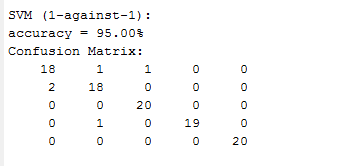 SVM (1-against-1):
accuracy = 95.00%
Confusion Matrix:
18 1 1 0 0
2 18 0 0 0
0 0 20 0 0
0 1 0 19 0
0 0 0 0 20